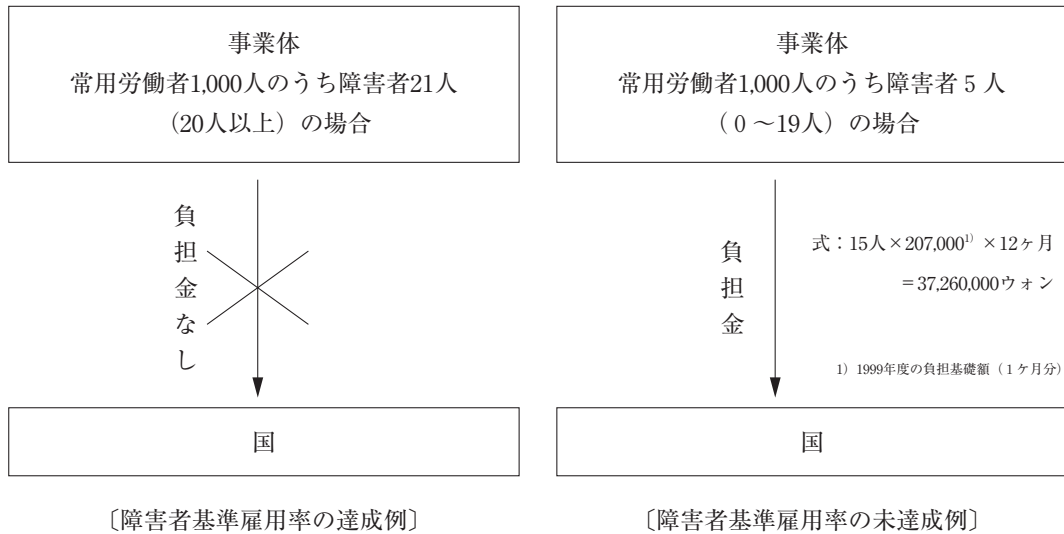 事業体
常用労働者1,000人のうち障害者21人
（20人以上）の場合
負担金なし
国
〔障害者基準雇用率の達成例〕
事業体
常用労働者1,000人のうち障害者５人
（０～19人）の場合
負担金
式：15人×207,000¹⁾×12ヶ月
＝37,260,000ウォン
1）1999年度の負担基礎額（１ケ月分）
国
〔障害者基準雇用率の未達成例〕